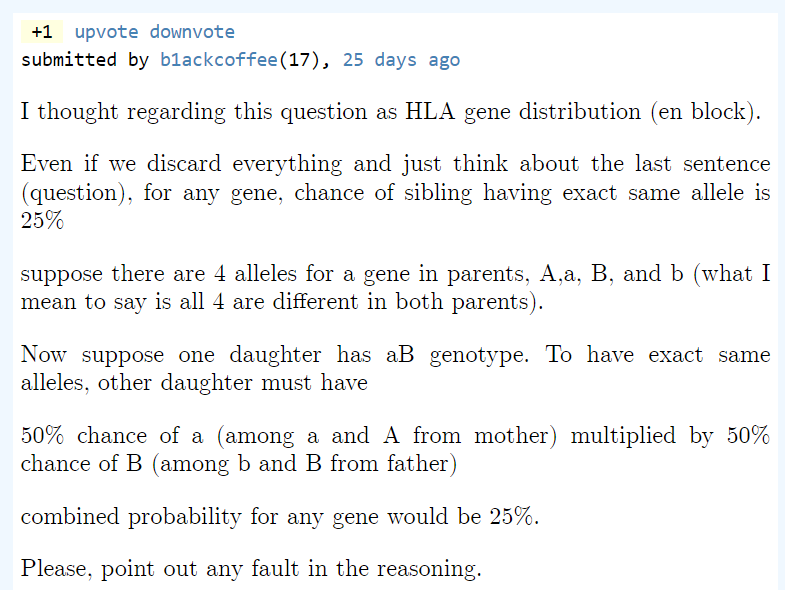 +1 upvote downvote
submitted by b1ackcoffee(17), 25 days ago
I thought regarding this question as HLA gene distribution (en block).
Even if we discard everything and just think about the last sentence
(question), for any gene, chance of sibling having exact same allele is
25%
suppose there are 4 alleles for a gene in parents, A,a, B, and b (what I
mean to say is all 4 are different in both parents).
Now suppose one daughter has aB genotype. To have exact same
alleles, other daughter must have
50% chance of a (among a and A from mother) multiplied by 50%
chance of B (among b and B from father)
combined probability for any gene would be 25%.
Please, point out any fault in the reasoning.